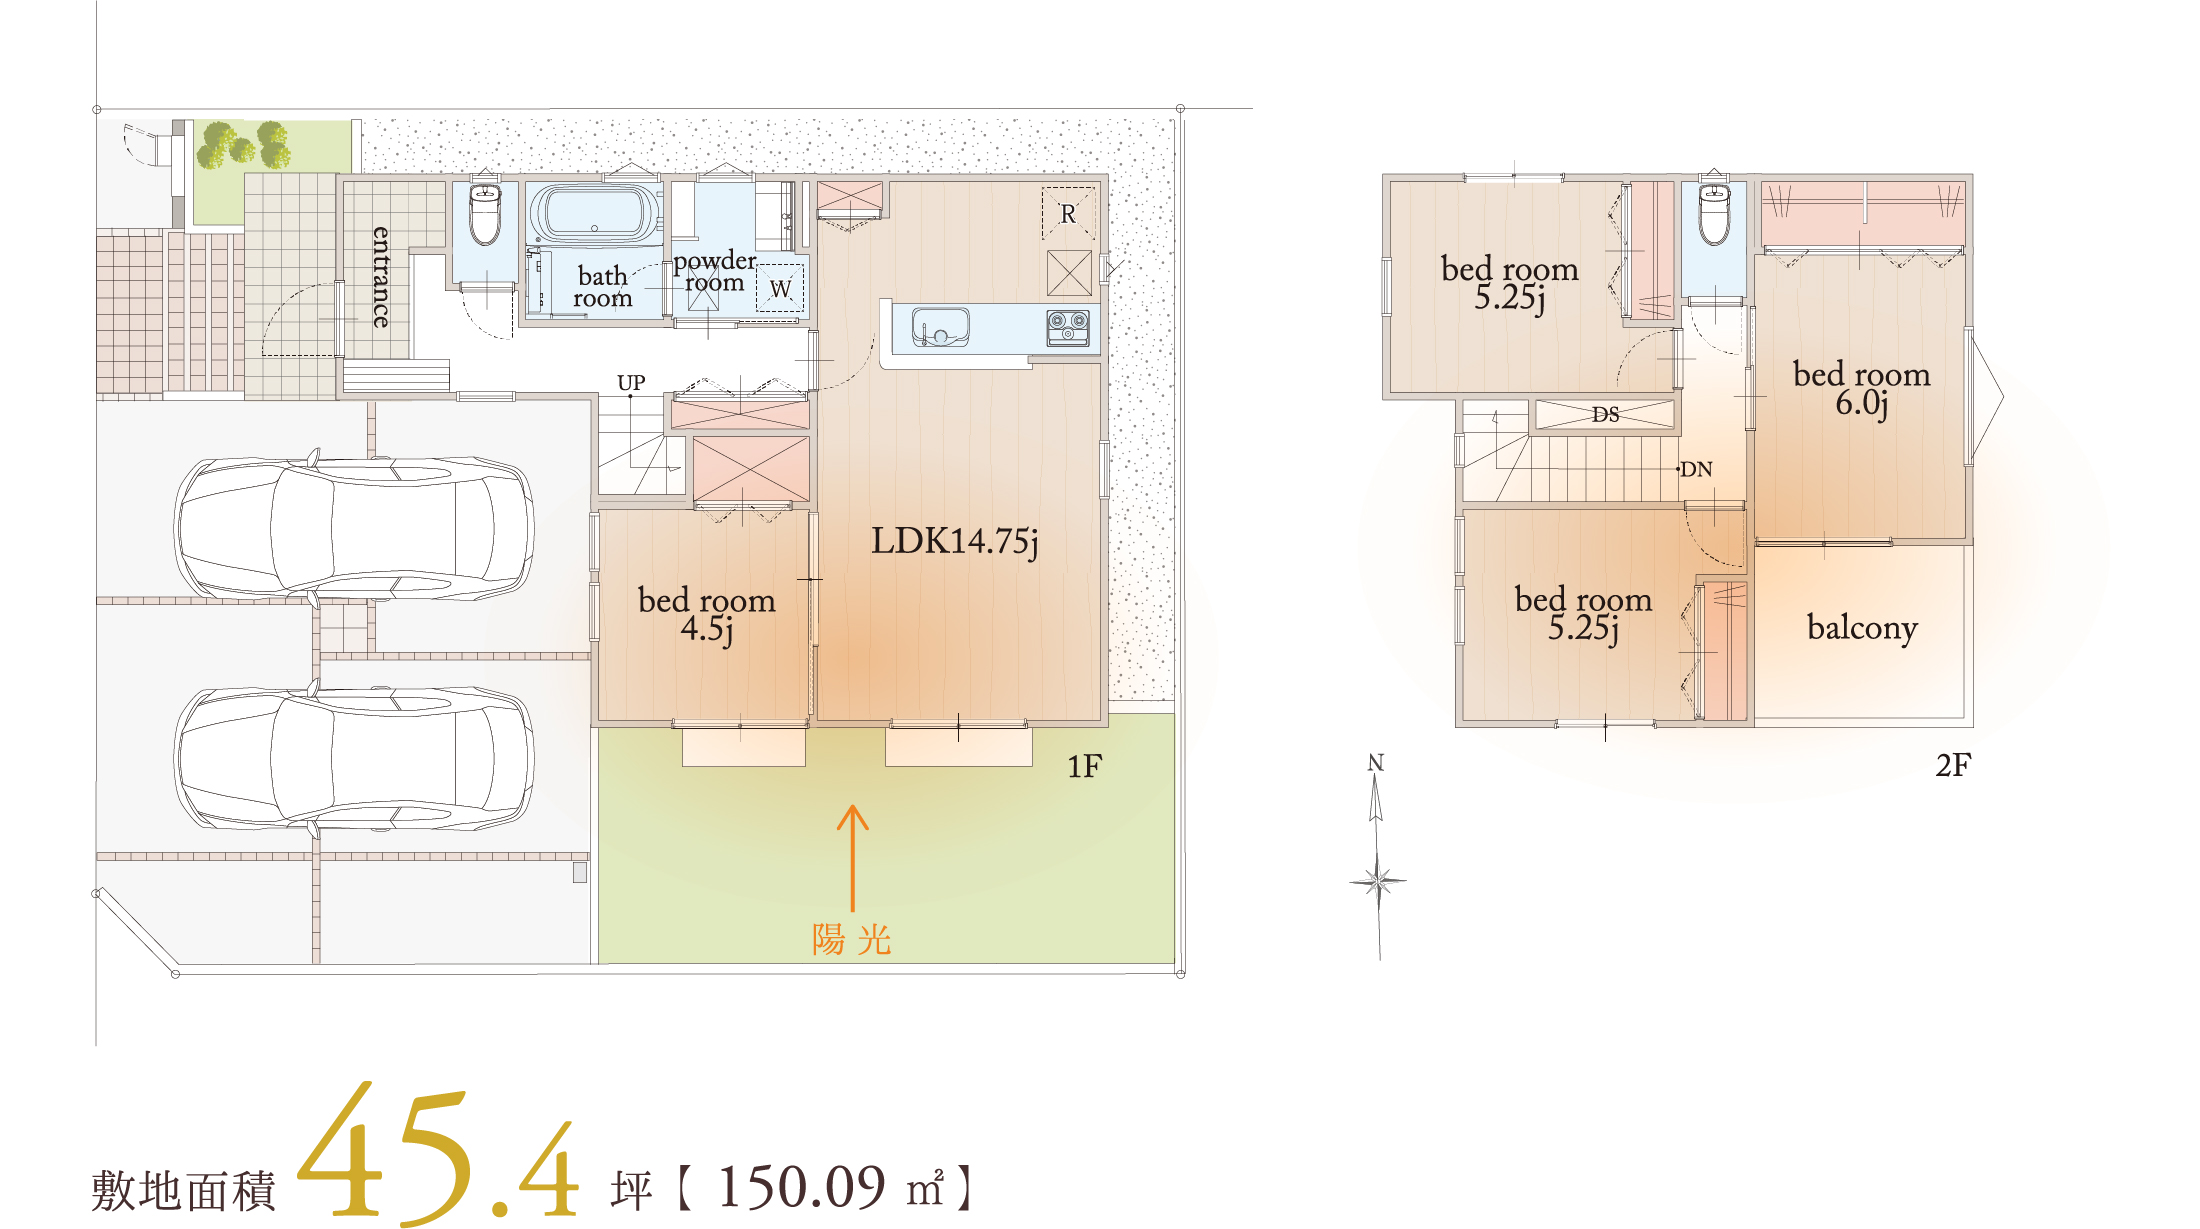 entrance
bath
room
powder
room
W
R
UP
LDK14.75j
bed room
4.5j
1F
陽光
bed room
5.25j
bed room
6.0j
DS
DN
bed room
5.25j
balcony
2F
N
敷地面積 45.4 坪【 150.09 ㎡】